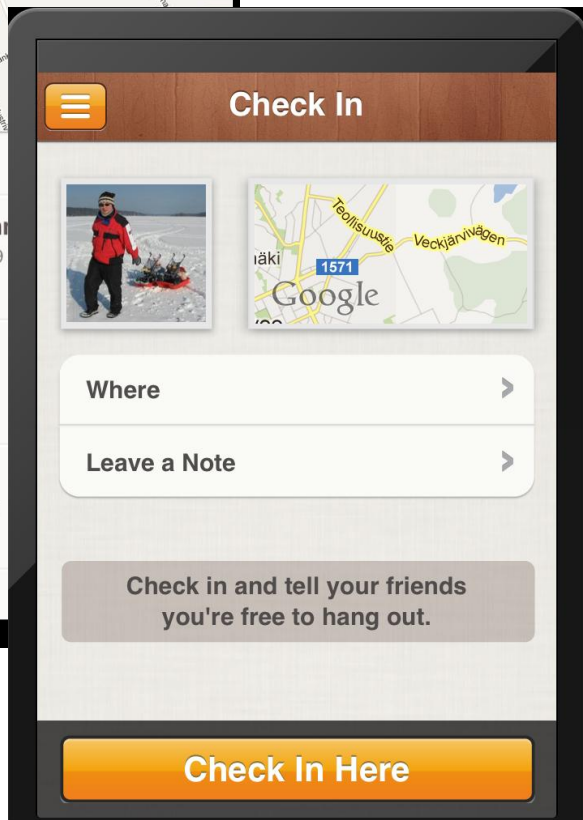 Check In
Teollisuustie
Veckjärvivägen
äki
1571
Google
Where
Leave a Note
Check in and tell your friends
you're free to hang out.
Check In Here